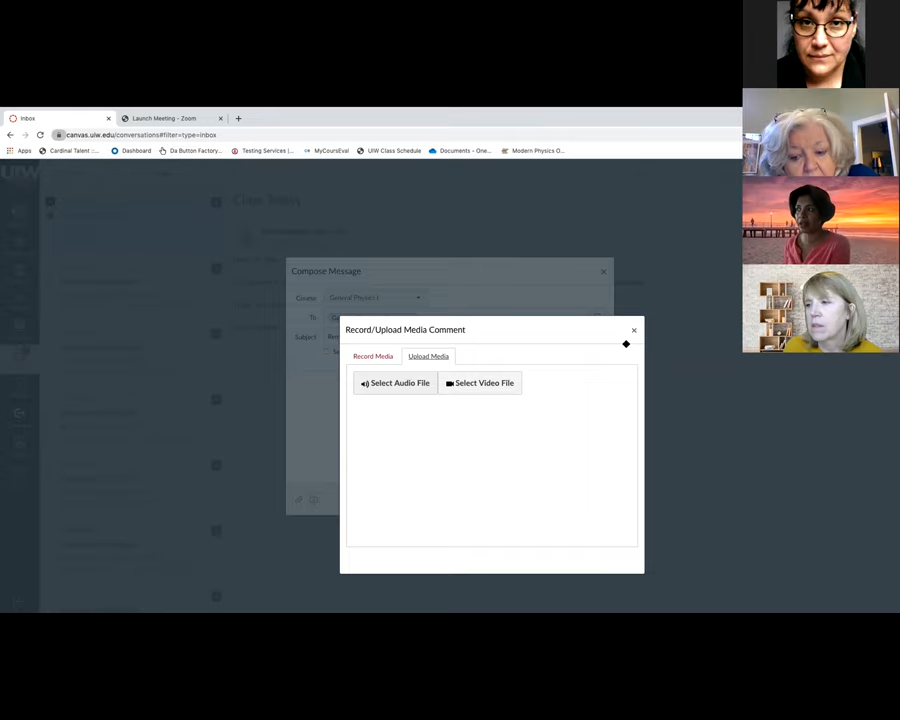 Inbox
Launch Meeting - Zoom
canvas.uiw.edu/conversations#filter=type=inbox
Apps Cardinal Talent ::... Dashboard Da Button Factory... Testing Services |... MyCoursEval UIW Class Schedule Documents - One... Modern Physics O...
UIW
Compose Message
Course General Physics I
To
Subject
Record/Upload Media Comment
Record Media Upload Media
Select Audio File Select Video File